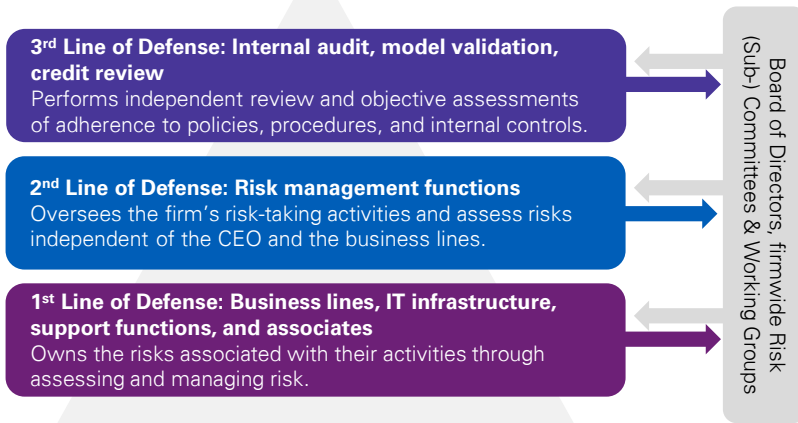 3rd Line of Defense: Internal audit, model validation,
credit review
Performs independent review and objective assessments
of adherence to policies, procedures, and internal controls.
2nd Line of Defense: Risk management functions
Oversees the firm's risk-taking activities and assess risks
independent of the CEO and the business lines.
1st Line of Defense: Business lines, IT infrastructure,
support functions, and associates
Owns the risks associated with their activities through
assessing and managing risk.
Board of Directors, firmwide Risk
(Sub-) Committees & Working Groups